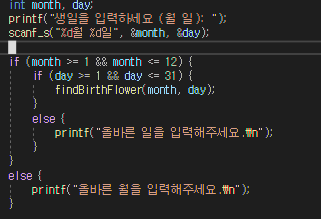 int month, day;
printf("생일을 입력하세요 (월 일): ");
scanf_s("%d월 %d일", &month, &day);
if (month >= 1 && month <= 12) {
if (day >= 1 && day <= 31) {
findBirthFlower(month, day);
}
else {
printf("올바른 일을 입력해주세요.₩n");
}
}
else {
printf("올바른 월을 입력해주세요.₩n");
}